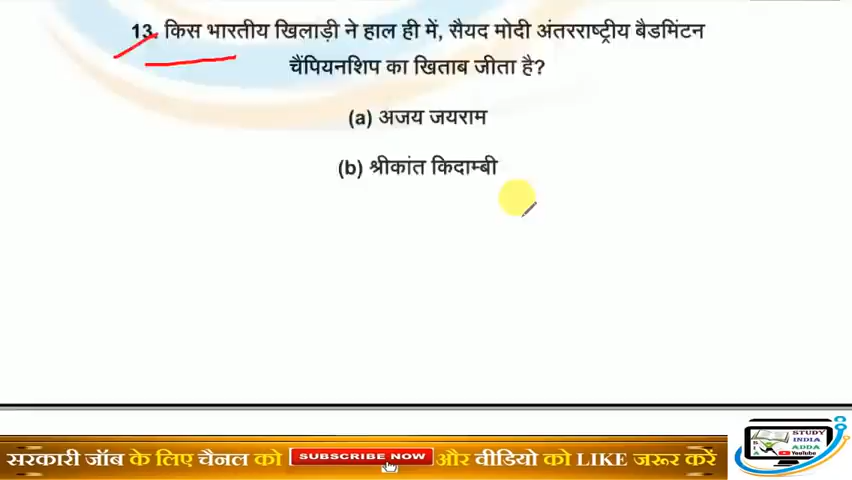 13. किस भारतीय खिलाड़ी ने हाल ही में, सैयद मोदी अंतरराष्ट्रीय बैडमिंटन
चैंपियनशिप का खिताब जीता है?
(a) अजय जयराम
(b) श्रीकांत किदाम्बी
सरकारी जॉब के लिए चैनल को SUBSCRIBE NOW और वीडियो को LIKE जरूर करें
STUDY
INDIA
ADDA
YouTube